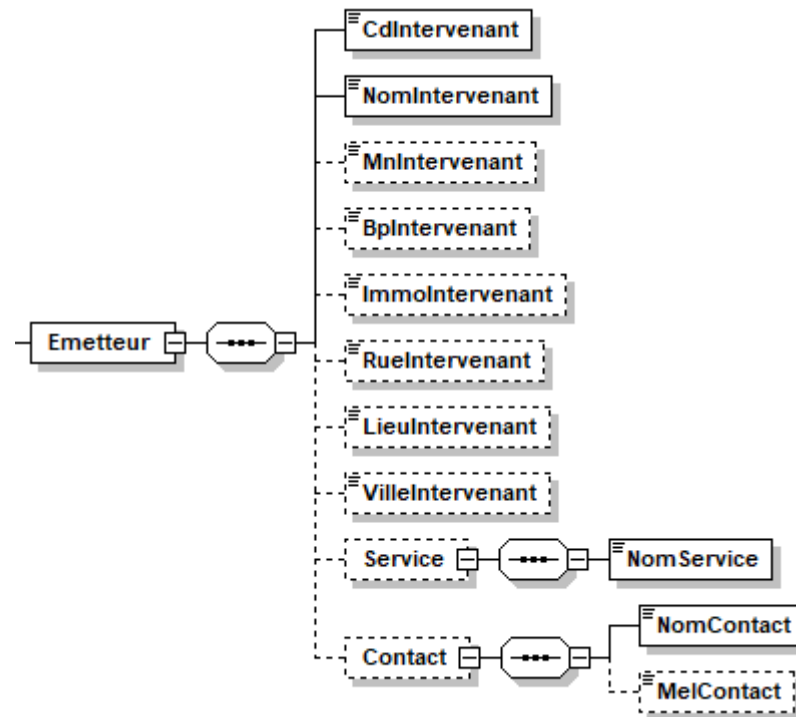 CdIntervenant
NomIntervenant
MnIntervenant
BpIntervenant
ImmoIntervenant
Emetteur
RueIntervenant
LieuIntervenant
VilleIntervenant
Service
NomService
NomContact
Contact
MelContact